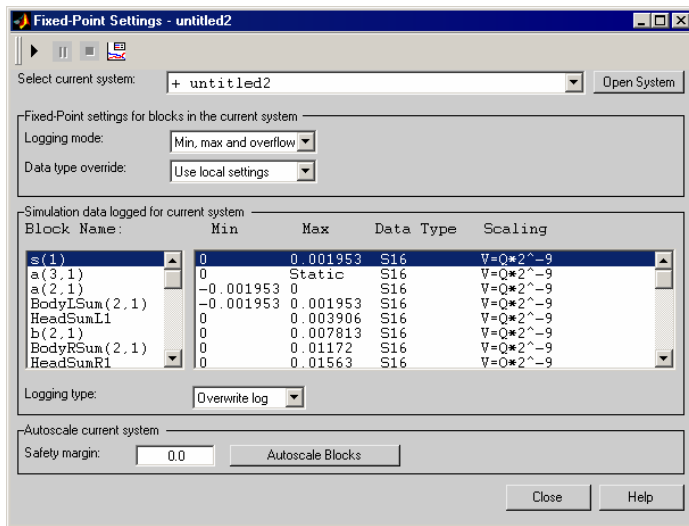 Fixed-Point Settings - untitled2
Select current system: + untitled2 Open System
Fixed-Point settings for blocks in the current system
Logging mode: Min, max and overflow
Data type override: Use local settings
Simulation data logged for current system
Block Name: Min Max Data Type Scaling
s(1) 0 0.001953 S16 V=Q*2^-9
a(3,1) 0 Static S16 V=Q*2^-9
a(2,1) -0.001953 0 S16 V=Q*2^-9
BodyLSum(2,1) -0.001953 0.001953 S16 V=Q*2^-9
HeadSumL1 0 0.003906 S16 V=Q*2^-9
b(2,1) 0 0.007813 S16 V=Q*2^-9
BodyRSum(2,1) 0 0.01172 S16 V=Q*2^-9
HeadSumR1 0 0.01563 S16 V=Q*2^-9
Logging type: Overwrite log
Autoscale current system
Safety margin: 0.0 Autoscale Blocks
Close Help